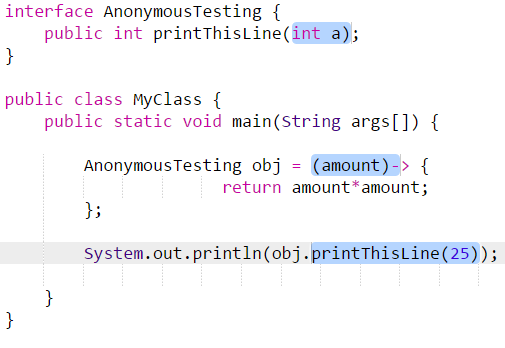 interface AnonymousTesting {
public int printThisLine(int a);
}
public class MyClass {
public static void main(String args[]) {
AnonymousTesting obj = (amount)-> {
return amount*amount;
};
System.out.println(obj.printThisLine(25));
}
}